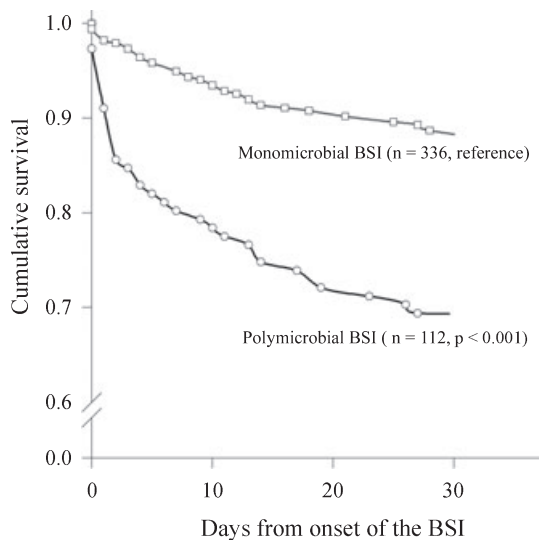 Cumulative survival
1.0
0.9
0.8
0.7
0.6
0.0
Monomicrobial BSI (n = 336, reference)
Polymicrobial BSI ( n = 112, p < 0.001)
0 10 20 30
Days from onset of the BSI